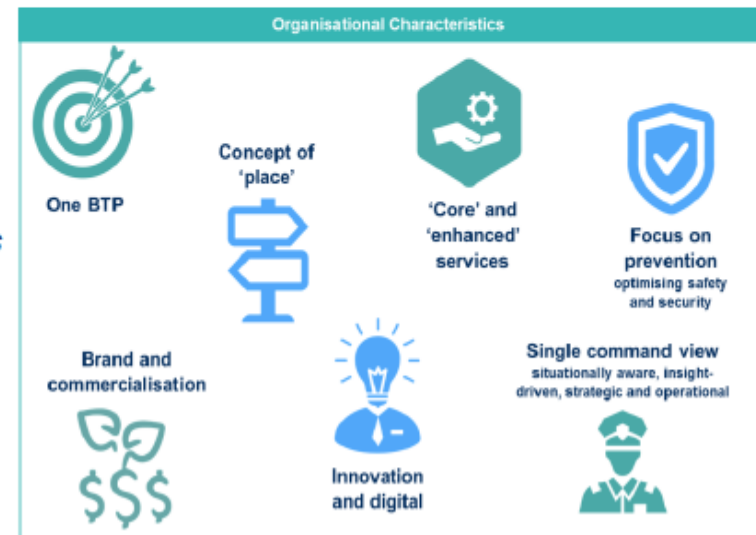 Organisational Characteristics
One BTP
Concept of
'place'
'Core' and
'enhanced'
services
Focus on
prevention
optimising safety
and security
Brand and
commercialisation
$$$
Innovation
and digital
Single command view
situationally aware, insight-
driven, strategic and operational